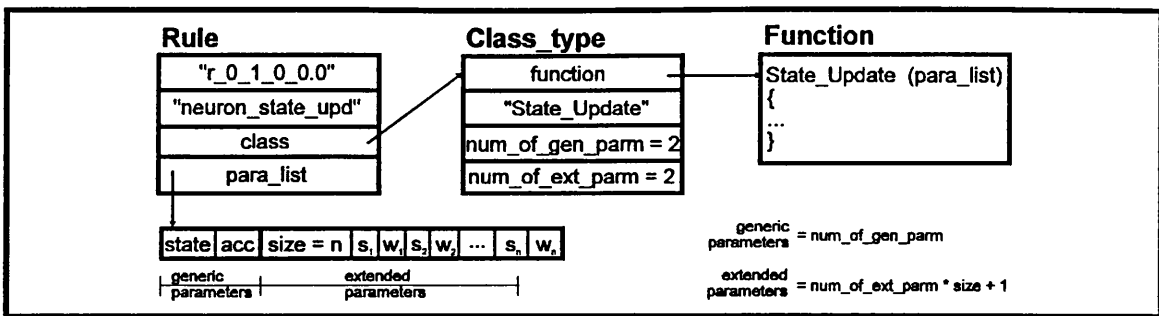 Rule
"r_0_1_0_0.0"
"neuron_state_upd"
class
para_list
Class_type
function
"State_Update"
num_of_gen_parm = 2
num_of_ext_parm = 2
Function
State_Update (para_list)
{
...
}
state acc size = n s₁ w₁ s₂ w₂ ... sₙ wₙ
generic
parameters
extended
parameters
generic
parameters = num_of_gen_parm
extended
parameters = num_of_ext_parm * size + 1